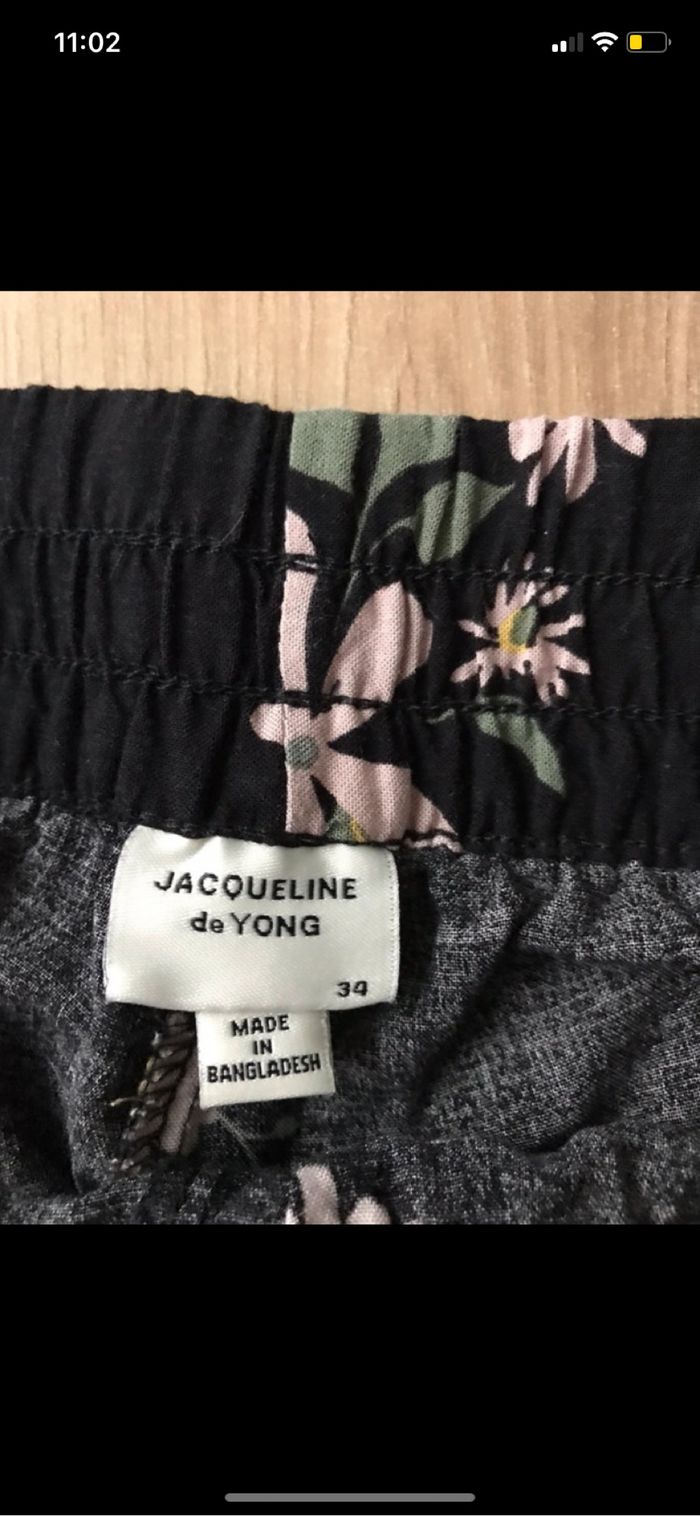 11:02
JACQUELINE
de YONG
34
MADE
IN
BANGLADESH